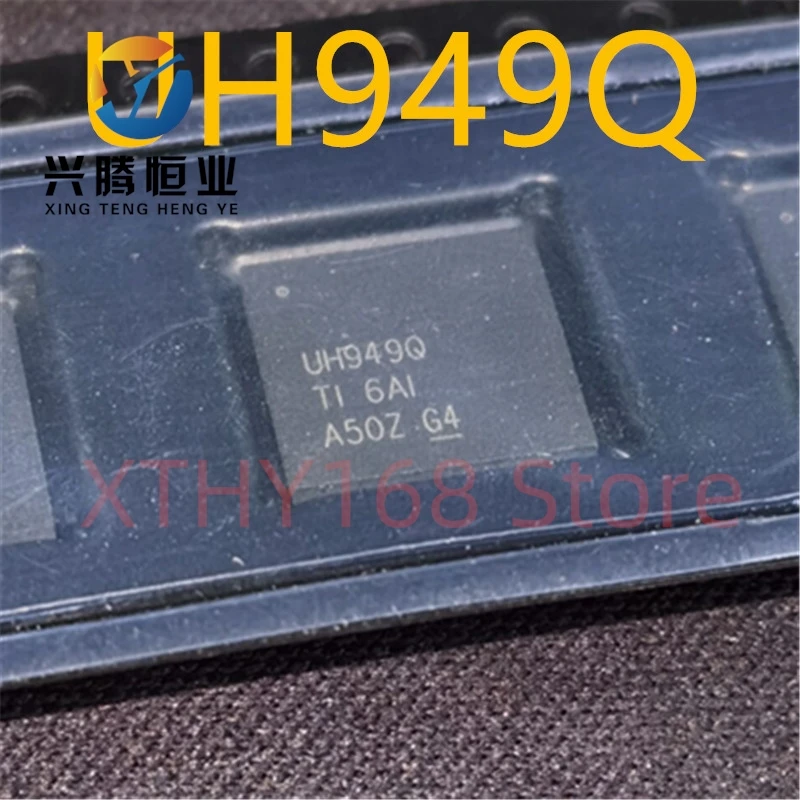 UH949Q
兴腾恒业
XING TENG HENG YE
UH949Q
TI 6AI
A50Z G4
XTHY168 Store